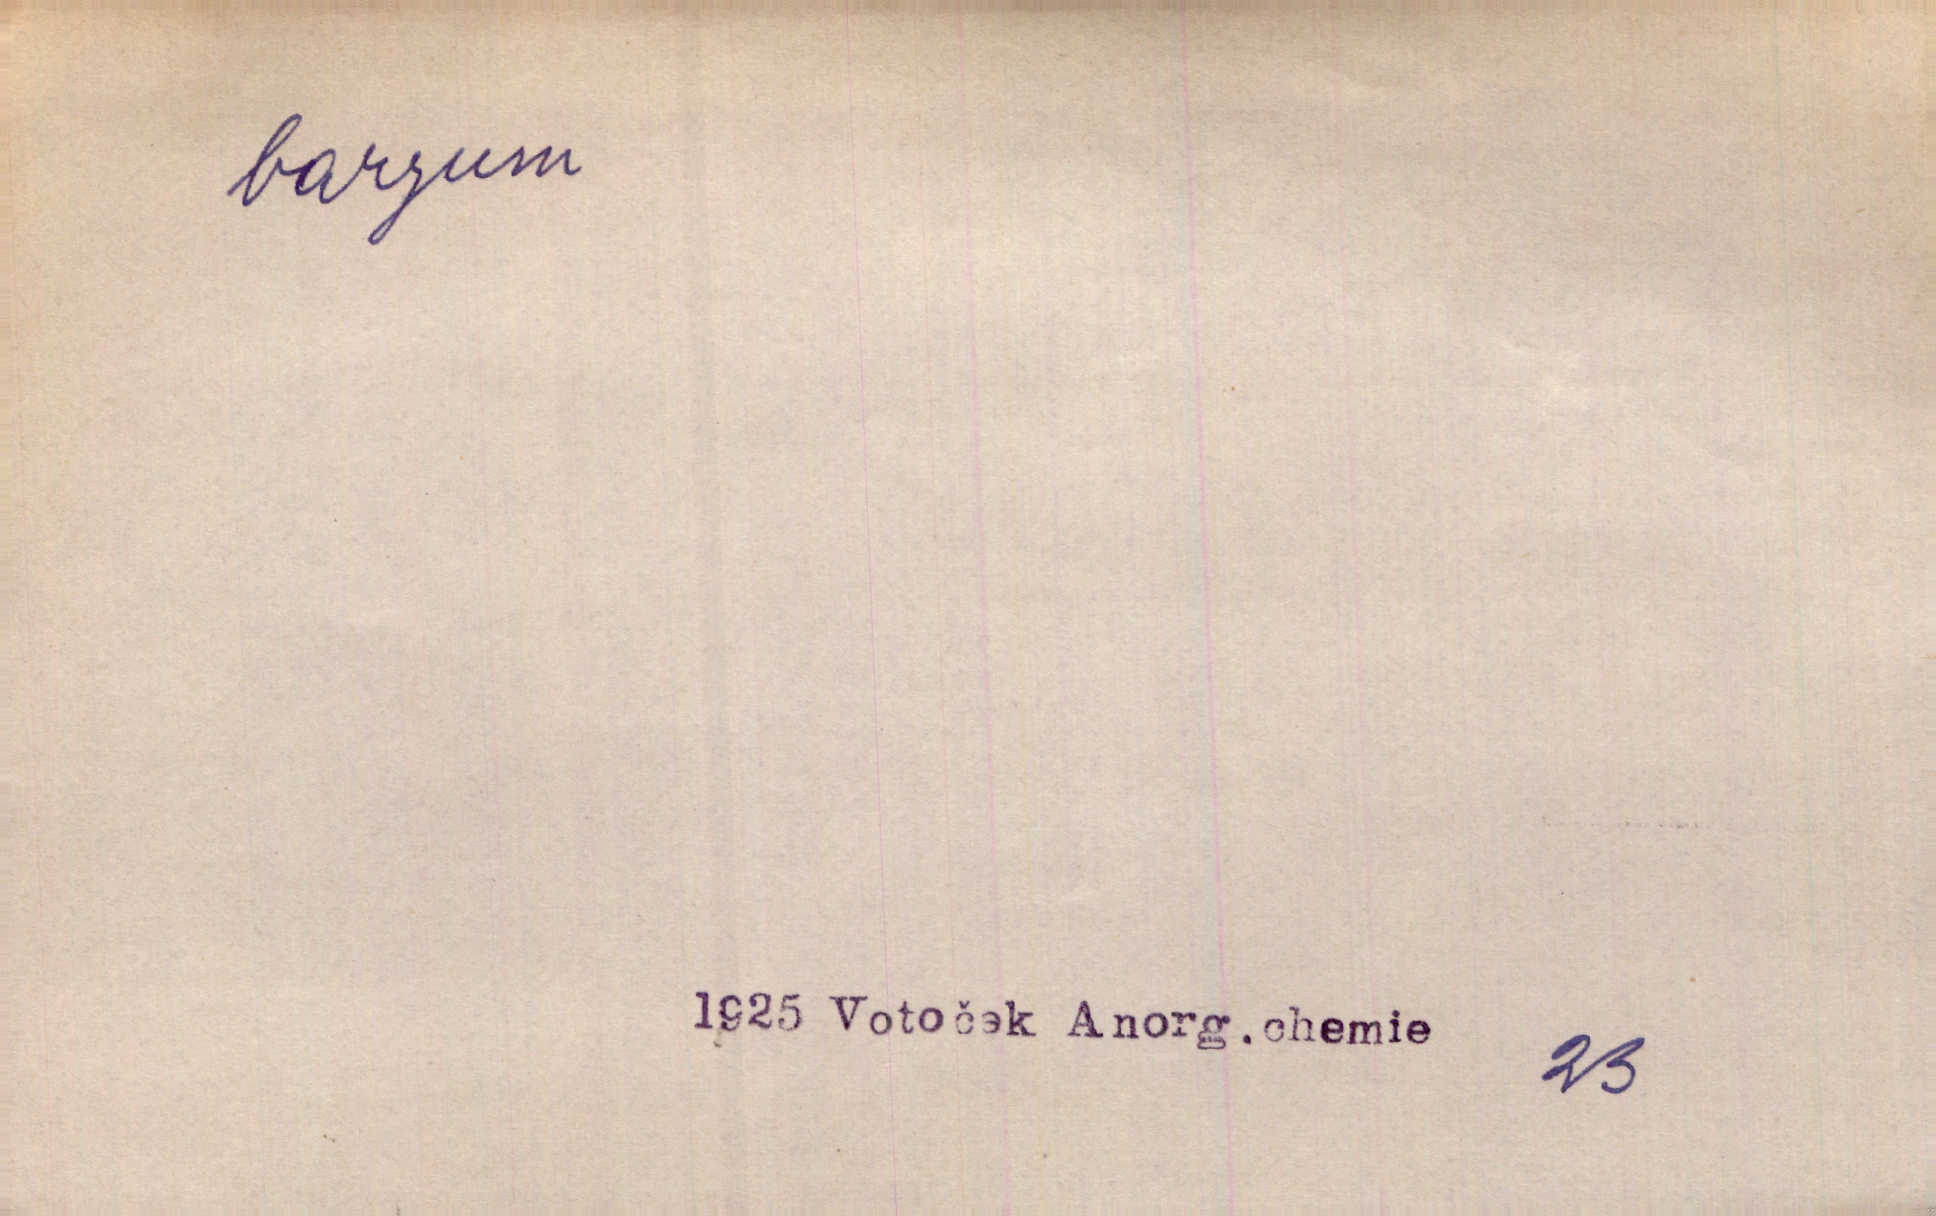 baryum
1925 Votoček Anorg.chemie
23